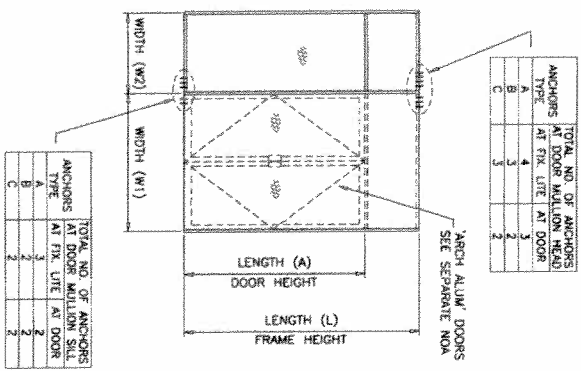 TOTAL NO. OF ANCHORS
AT DOOR MULLION HEAD
ANCHORS TYPE AT FIX. LITE AT DOOR
A 4 3
B 3 2
C 3 2
'ARCH ALUM' DOORS
SEE SEPARATE NOA
WIDTH (W2)
WIDTH (W1)
LENGTH (A)
DOOR HEIGHT
LENGTH (L)
FRAME HEIGHT
TOTAL NO. OF ANCHORS
AT DOOR MULLION SILL
ANCHORS TYPE AT FIX. LITE AT DOOR
A 3 2
B 2 2
C 2 2